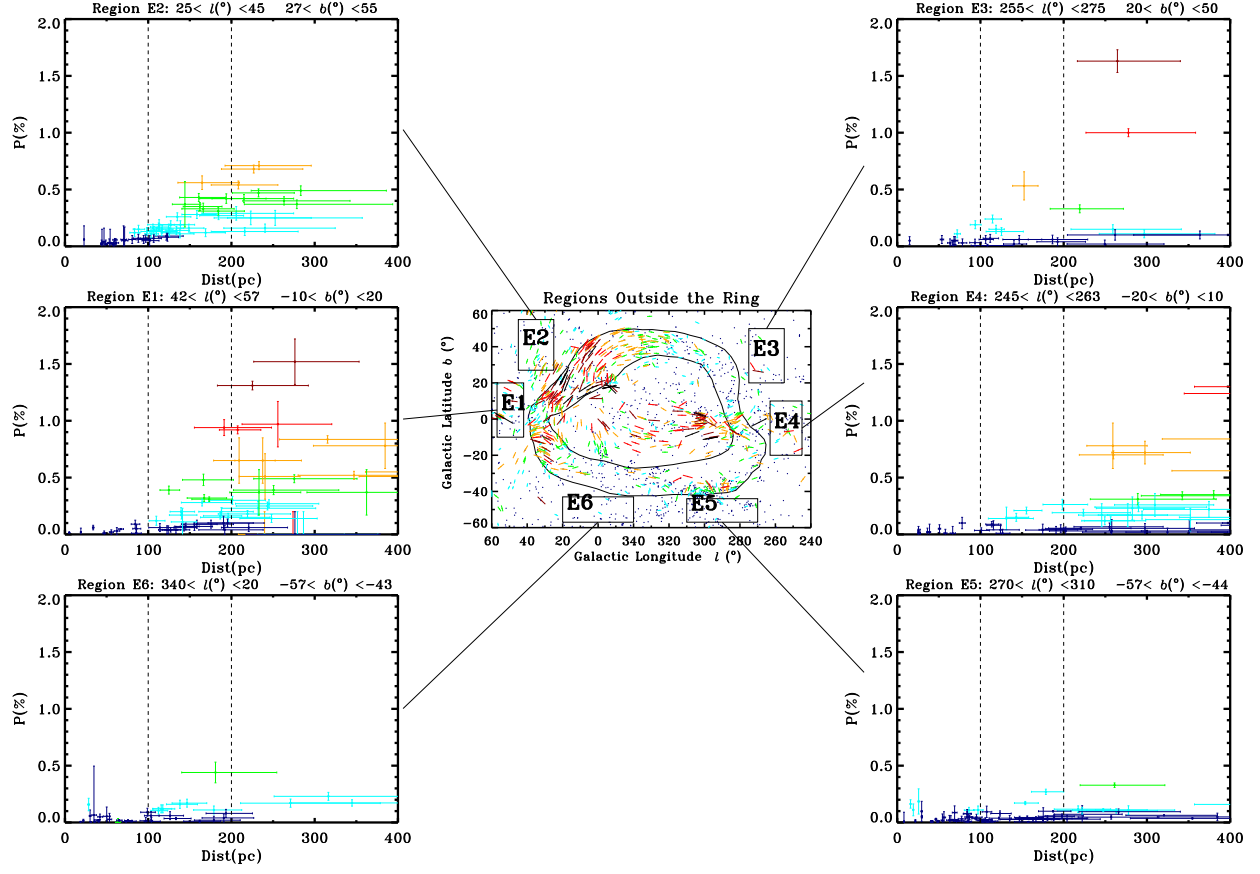 Region E2: 25< l(°) <45 27< b(°) <55
2.0
1.5
1.0
0.5
0.0
P(%)
0 100 200 300 400
Dist(pc)
Region E3: 255< l(°) <275 20< b(°) <50
2.0
1.5
1.0
0.5
0.0
P(%)
0 100 200 300 400
Dist(pc)
Region E1: 42< l(°) <57 −10< b(°) <20
2.0
1.5
1.0
0.5
0.0
P(%)
0 100 200 300 400
Dist(pc)
Regions Outside the Ring
60
40
20
0
−20
−40
−60
Galactic Latitude b (°)
E2
E3
E1
E4
E6
E5
60 40 20 0 340 320 300 280 260 240
Galactic Longitude l (°)
Region E4: 245< l(°) <263 −20< b(°) <10
2.0
1.5
1.0
0.5
0.0
P(%)
0 100 200 300 400
Dist(pc)
Region E6: 340< l(°) <20 −57< b(°) <−43
2.0
1.5
1.0
0.5
0.0
P(%)
0 100 200 300 400
Dist(pc)
Region E5: 270< l(°) <310 −57< b(°) <−44
2.0
1.5
1.0
0.5
0.0
P(%)
0 100 200 300 400
Dist(pc)